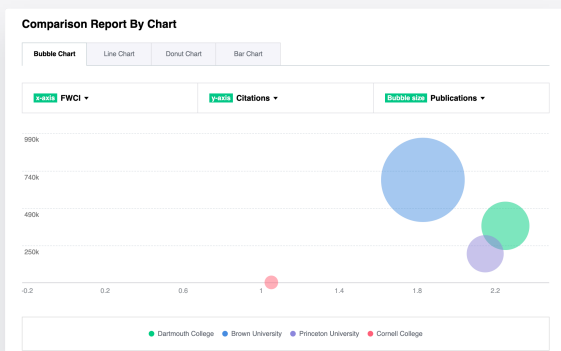 Comparison Report By Chart
Bubble Chart Line Chart Donut Chart Bar Chart
x-axis FWCI y-axis Citations Bubble size Publications
990k
740k
490k
250k
-0.2 0.2 0.6 1 1.4 1.8 2.2
Dartmouth College Brown University Princeton University Cornell College